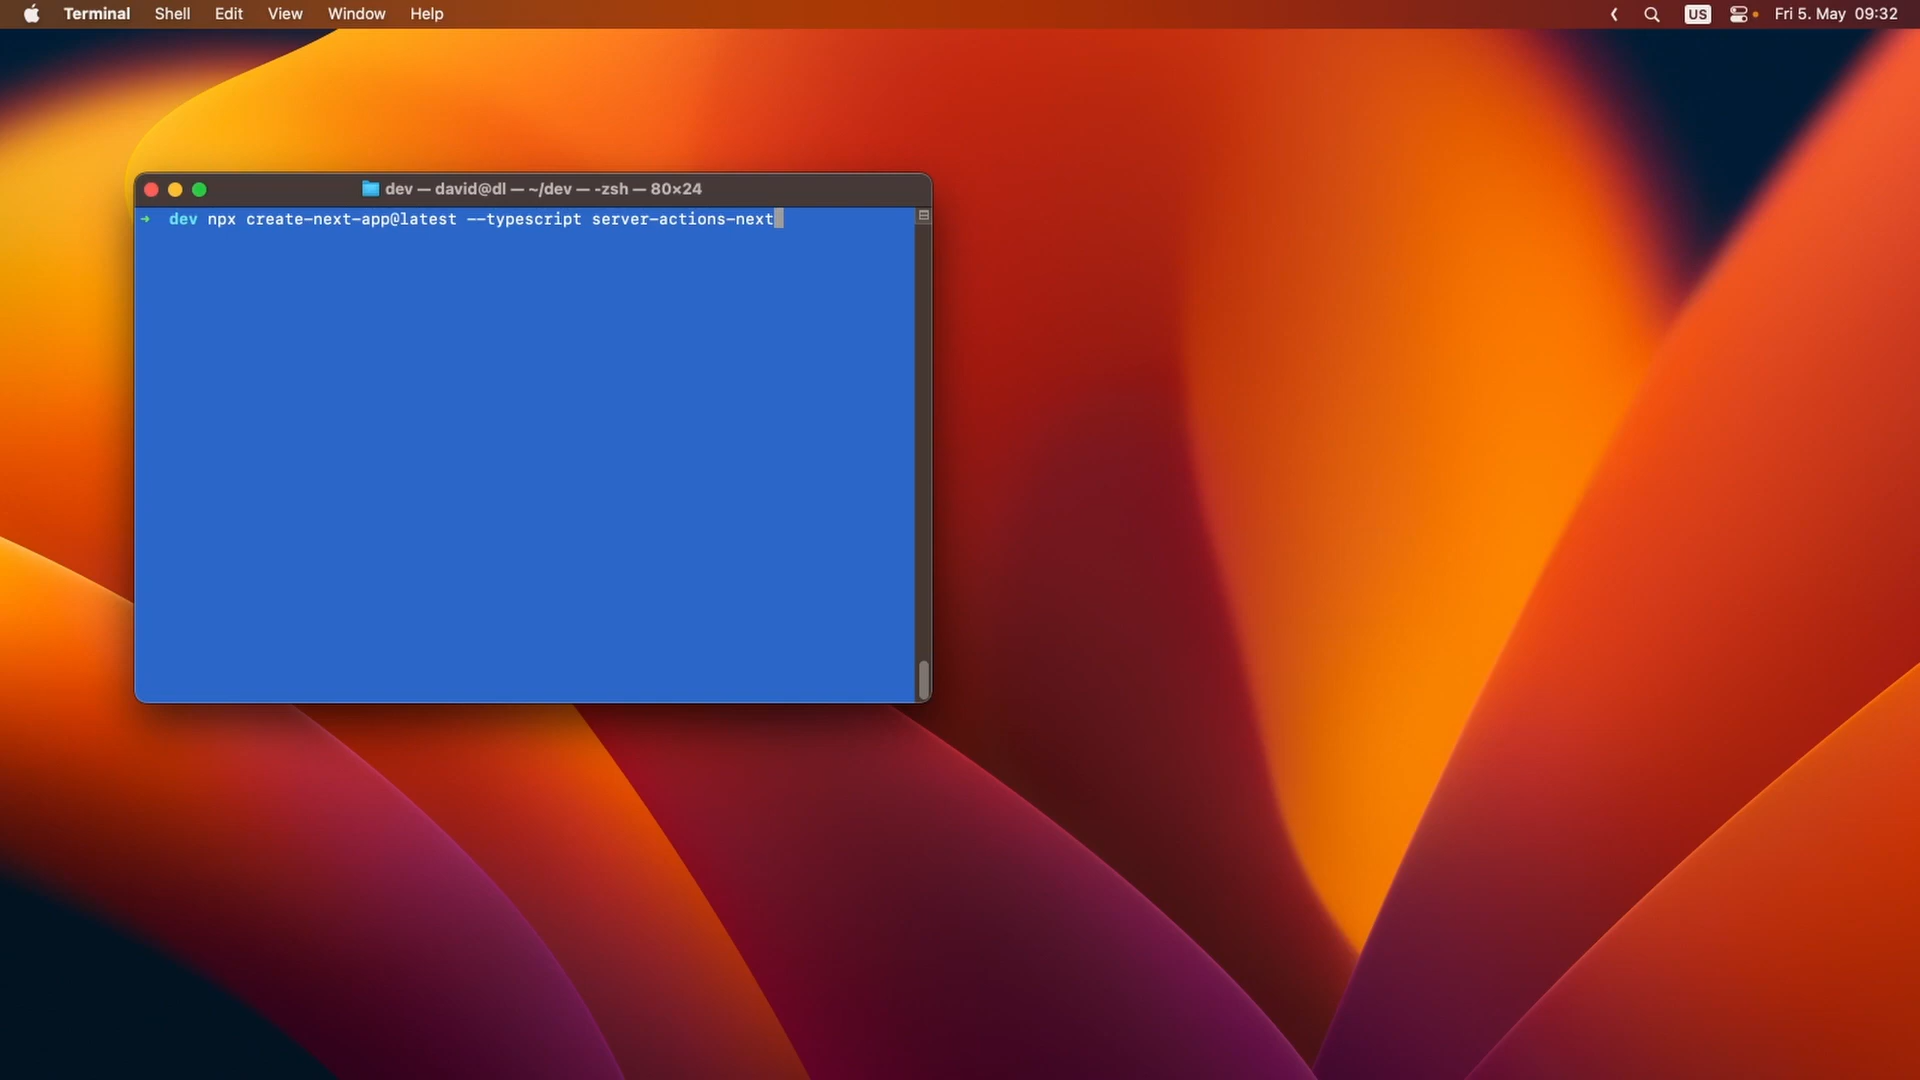 Terminal Shell Edit View Window Help US Fri 5. May 09:32
dev — david@dl — ~/dev — -zsh — 80×24
➜ dev npx create-next-app@latest --typescript server-actions-next